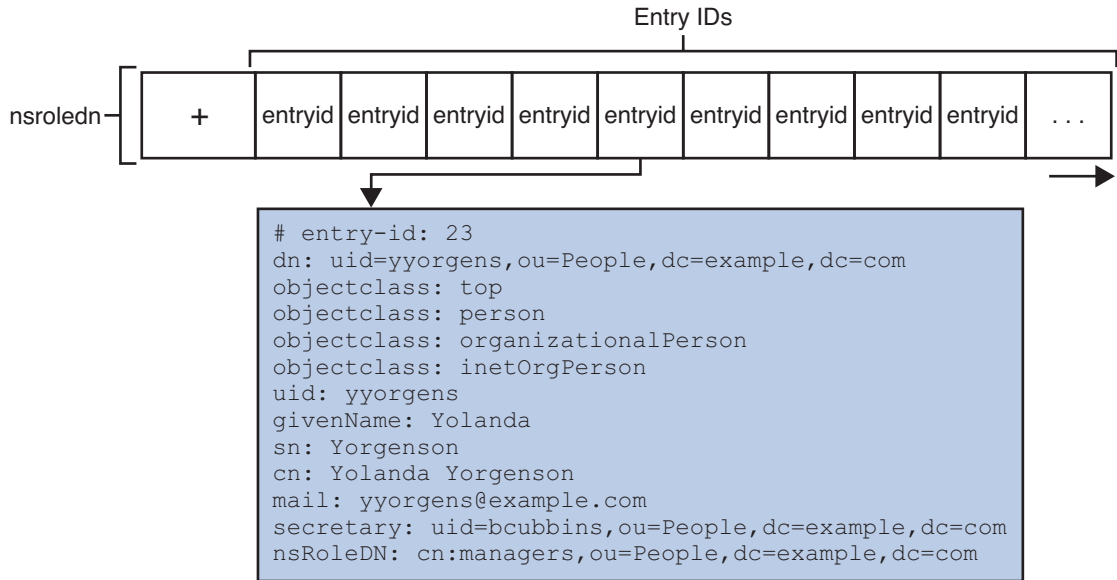 Entry IDs
nsroledn
+ entryid entryid entryid entryid entryid entryid entryid entryid entryid ...
# entry-id: 23
dn: uid=yyorgens,ou=People,dc=example,dc=com
objectclass: top
objectclass: person
objectclass: organizationalPerson
objectclass: inetOrgPerson
uid: yyorgens
givenName: Yolanda
sn: Yorgenson
cn: Yolanda Yorgenson
mail: yyorgens@example.com
secretary: uid=bcubbins,ou=People,dc=example,dc=com
nsRoleDN: cn:managers,ou=People,dc=example,dc=com